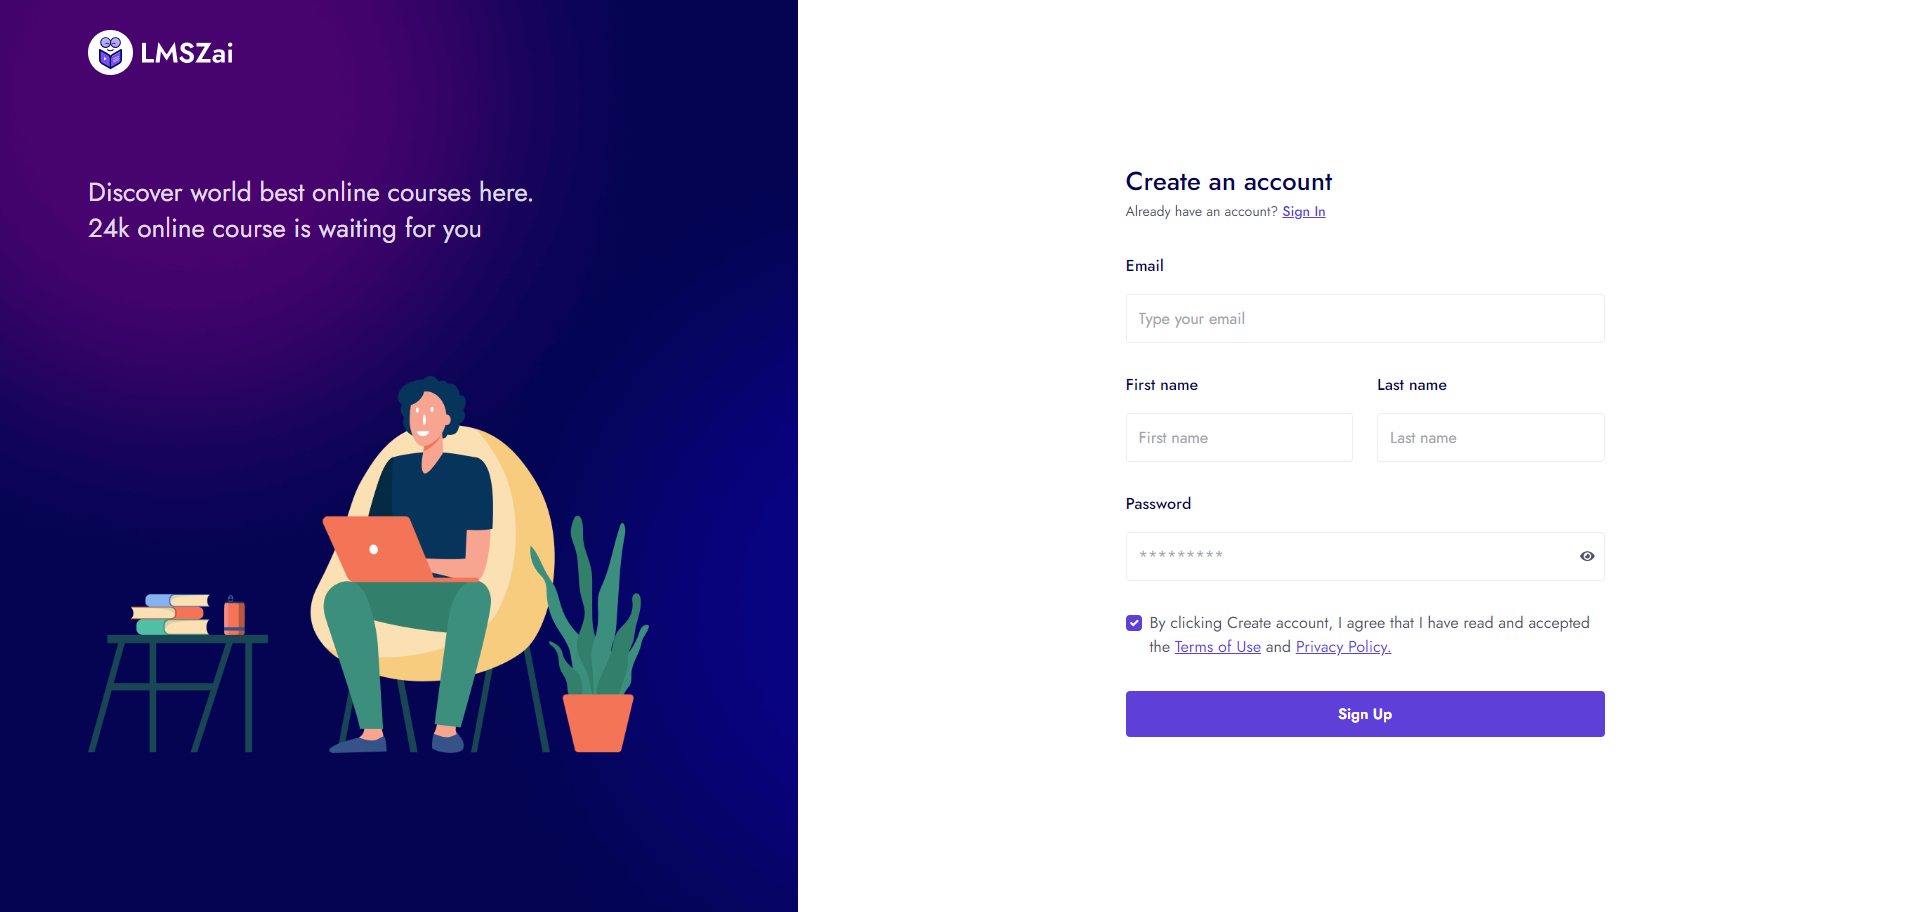 LMSZai
Discover world best online courses here.
24k online course is waiting for you
Create an account
Already have an account? Sign In
Email
Type your email
First name
Last name
First name
Last name
Password
*********
By clicking Create account, I agree that I have read and accepted
the Terms of Use and Privacy Policy.
Sign Up